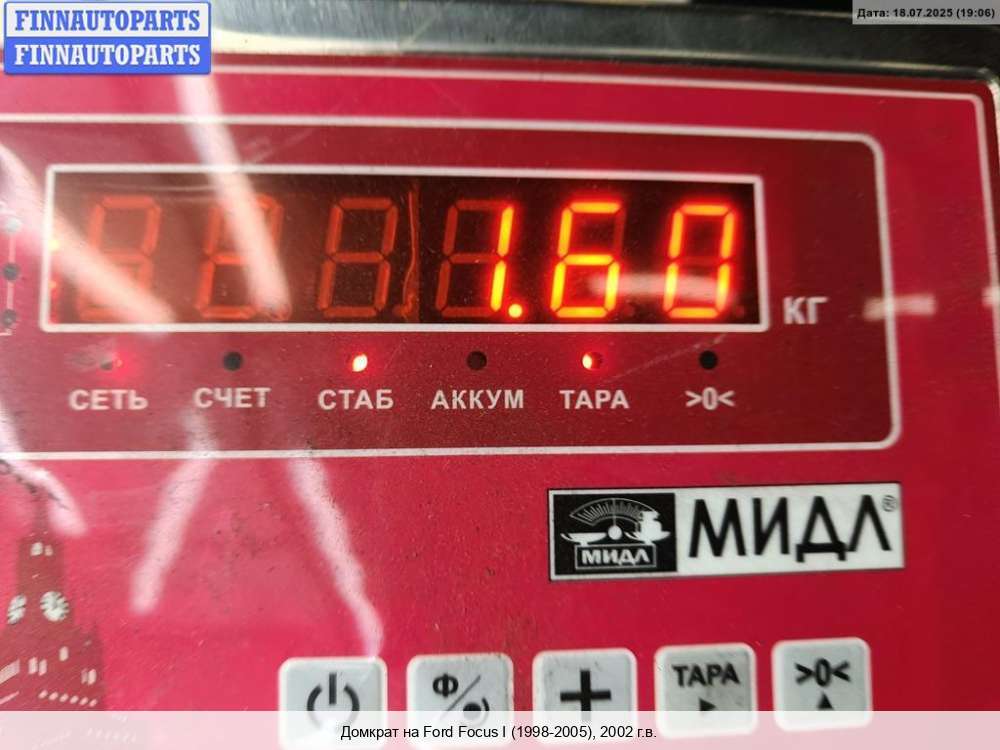 FINNAUTOPARTS
FINNAUTOPARTS
Дата: 18.07.2025 (19:06)
1.60
КГ
СЕТЬ СЧЕТ СТАБ АККУМ ТАРА >0<
МИДЛ МИДЛ®
Ф/ + ТАРА >0<
Домкрат на Ford Focus I (1998-2005), 2002 г.в.